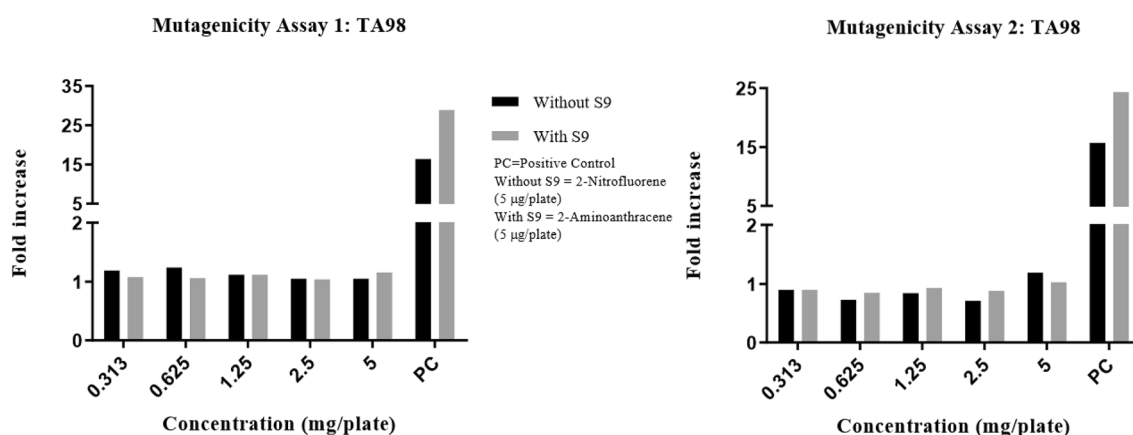 Mutagenicity Assay 1: TA98
Fold increase
35
25
15
5
2
1
0
0.313
0.625
1.25
2.5
5
PC
Concentration (mg/plate)
Without S9
With S9
PC=Positive Control
Without S9 = 2-Nitrofluorene
(5 µg/plate)
With S9 = 2-Aminoanthracene
(5 µg/plate)
Mutagenicity Assay 2: TA98
Fold increase
25
15
5
2
1
0
0.313
0.625
1.25
2.5
5
PC
Concentration (mg/plate)